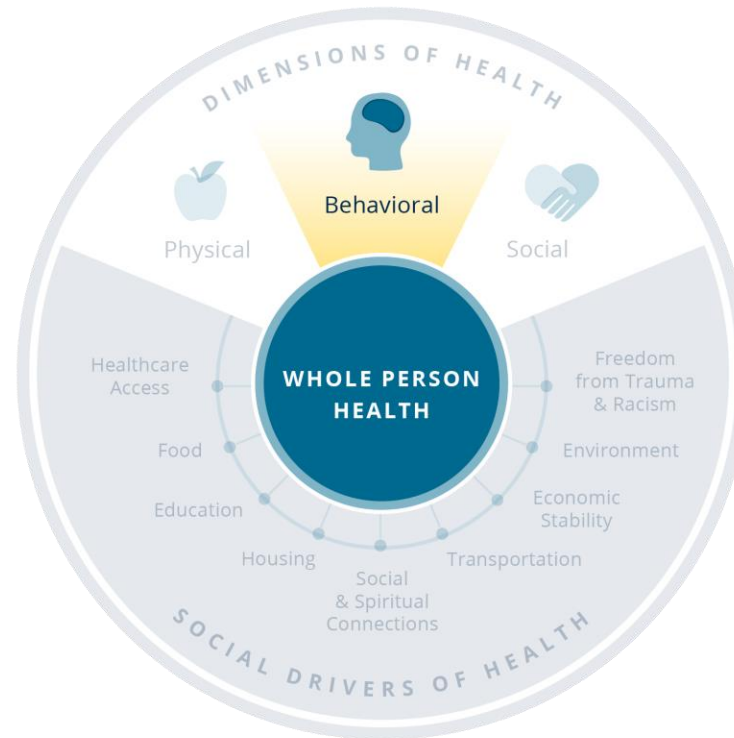 DIMENSIONS OF HEALTH
Physical
Behavioral
Social
WHOLE PERSON
HEALTH
Healthcare
Access
Food
Education
Housing
Social
& Spiritual
Connections
Transportation
Economic
Stability
Environment
Freedom
from Trauma
& Racism
SOCIAL DRIVERS OF HEALTH